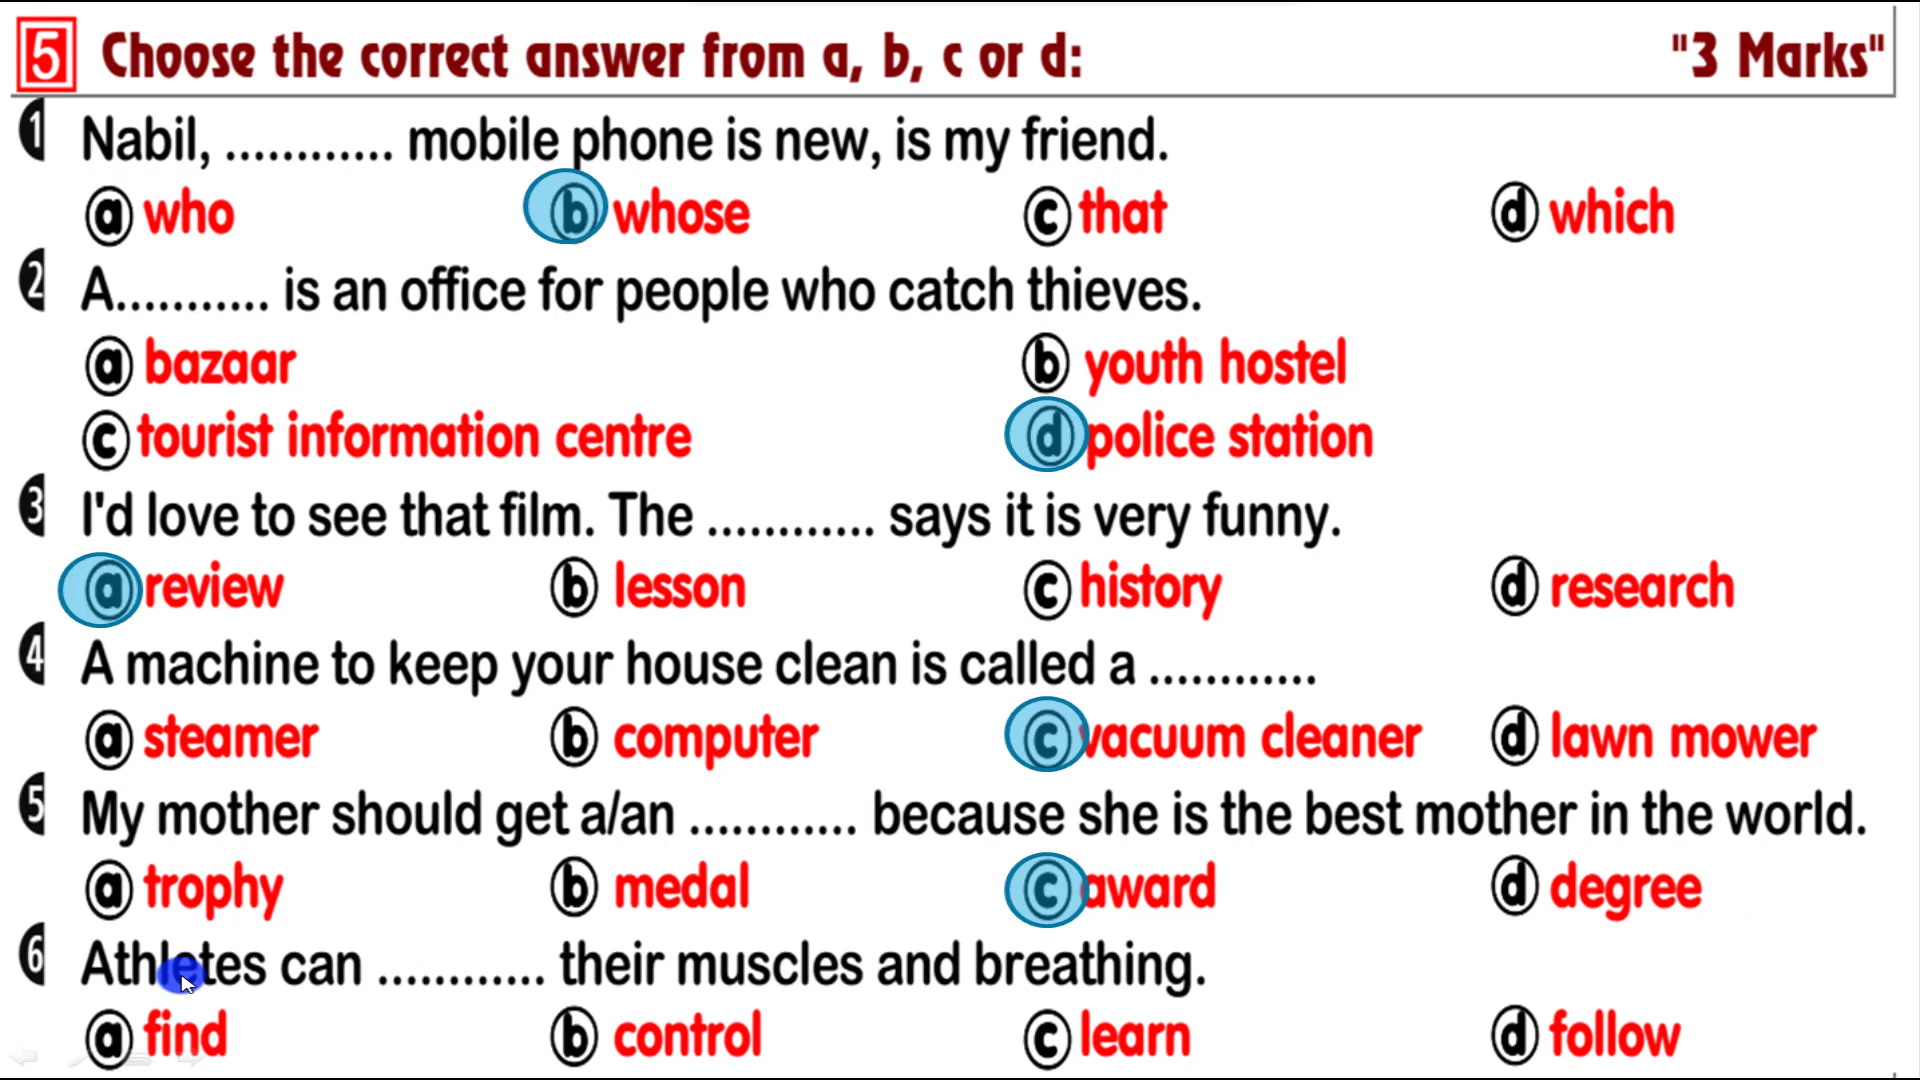 5 Choose the correct answer from a, b, c or d: "3 Marks"
1 Nabil, ............ mobile phone is new, is my friend.
a who b whose c that d which
2 A........... is an office for people who catch thieves.
a bazaar b youth hostel
c tourist information centre d police station
3 I'd love to see that film. The ............ says it is very funny.
a review b lesson c history d research
4 A machine to keep your house clean is called a ............
a steamer b computer c vacuum cleaner d lawn mower
5 My mother should get a/an ............ because she is the best mother in the world.
a trophy b medal c award d degree
6 Athletes can ............ their muscles and breathing.
a find b control c learn d follow